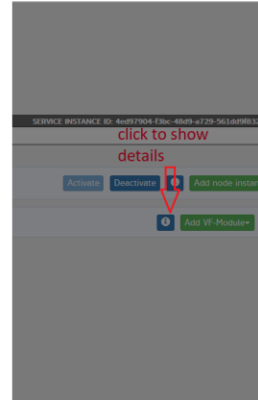 SERVICE INSTANCE ID: 4ed97904-f3bc-48d9-a729-561dd9f832
click to show
details
Activate Deactivate Add node instan
Add VF-Module